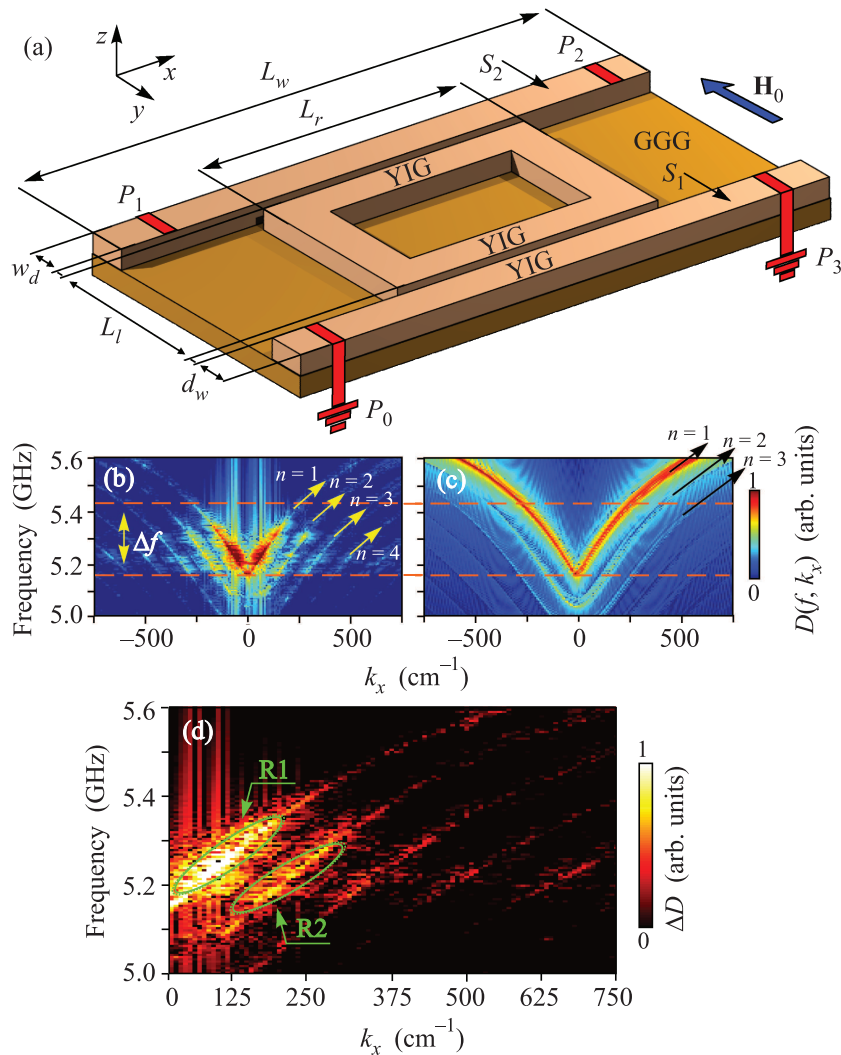 (a)
z
x
y
L_w
L_r
S_2
P_2
H_0
GGG
S_1
YIG
P_1
YIG
YIG
w_d
L_l
d_w
P_3
P_0
(b)
n = 1
n = 2
n = 3
n = 4
Δf
5.6
5.4
5.2
5.0
Frequency (GHz)
−500
0
500
k_x (cm^−1)
(c)
n = 1
n = 2
n = 3
−500
0
500
1
0
D(f, k_x) (arb. units)
(d)
R1
R2
5.6
5.4
5.2
5.0
Frequency (GHz)
0
125
250
375
500
625
750
k_x (cm^−1)
1
0
ΔD (arb. units)